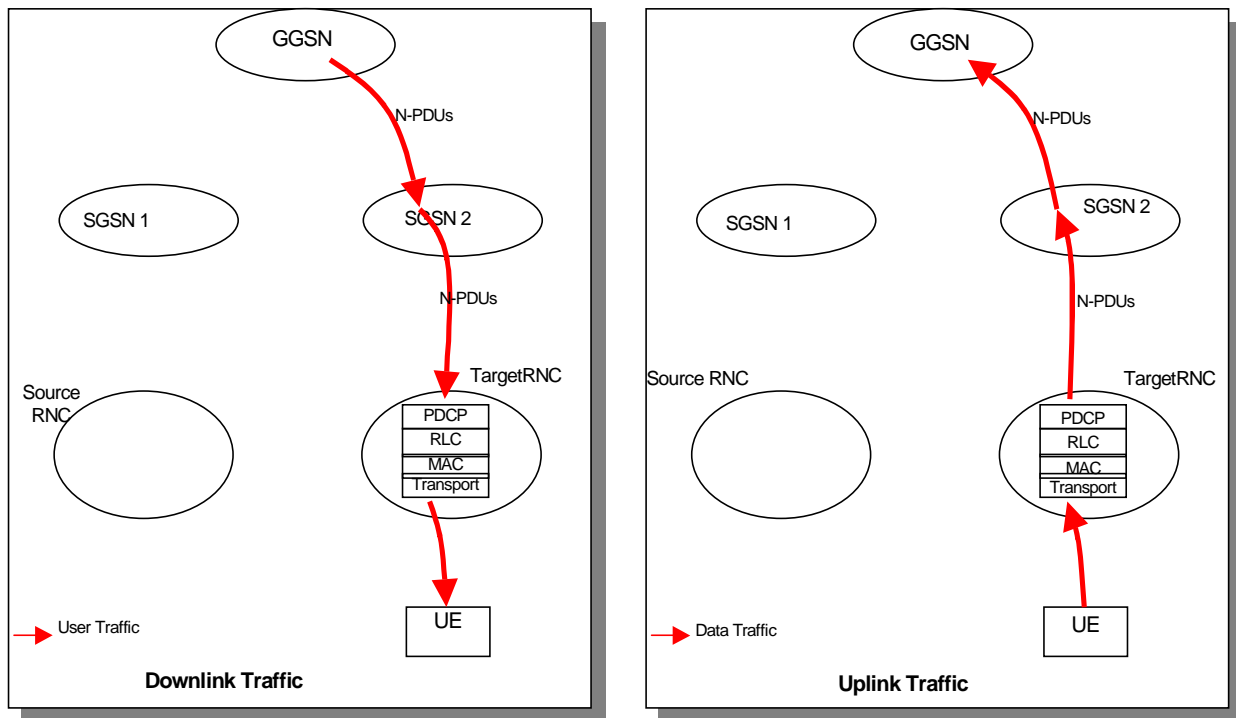 GGSN
N-PDUs
SGSN 1
SGSN 2
N-PDUs
Source
RNC
TargetRNC
PDCP
RLC
MAC
Transport
UE
User Traffic
Downlink Traffic
GGSN
N-PDUs
SGSN 1
SGSN 2
N-PDUs
Source RNC
TargetRNC
PDCP
RLC
MAC
Transport
UE
Data Traffic
Uplink Traffic